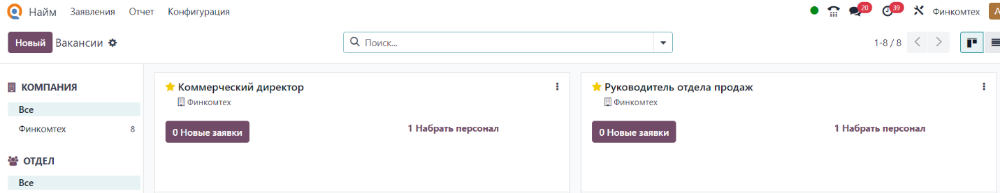 Найм Заявления Отчет Конфигурация 20 39 Финкомтех А
Новый Вакансии Поиск... 1-8 / 8
КОМПАНИЯ
Все
Финкомтех 8
ОТДЕЛ
Все
Коммерческий директор
Финкомтех
0 Новые заявки 1 Набрать персонал
Руководитель отдела продаж
Финкомтех
0 Новые заявки 1 Набрать персонал